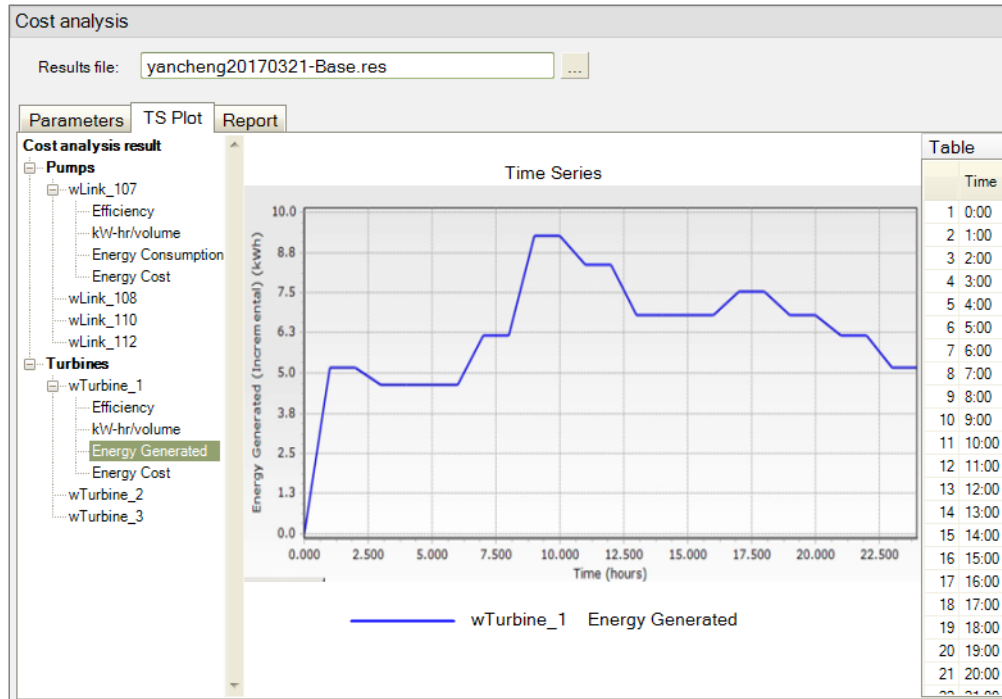 Cost analysis
Results file:
yancheng20170321-Base.res
...
Parameters
TS Plot
Report
Cost analysis result
Pumps
wLink_107
Efficiency
kW-hr/volume
Energy Consumption
Energy Cost
wLink_108
wLink_110
wLink_112
Turbines
wTurbine_1
Efficiency
kW-hr/volume
Energy Generated
Energy Cost
wTurbine_2
wTurbine_3
Time Series
Energy Generated (Incremental) (kWh)
10.0
8.8
7.5
6.3
5.0
3.8
2.5
1.3
0.0
0.000 2.500 5.000 7.500 10.000 12.500 15.000 17.500 20.000 22.500
Time (hours)
wTurbine_1 Energy Generated
Table
Time
1 0:00
2 1:00
3 2:00
4 3:00
5 4:00
6 5:00
7 6:00
8 7:00
9 8:00
10 9:00
11 10:00
12 11:00
13 12:00
14 13:00
15 14:00
16 15:00
17 16:00
18 17:00
19 18:00
20 19:00
21 20:00